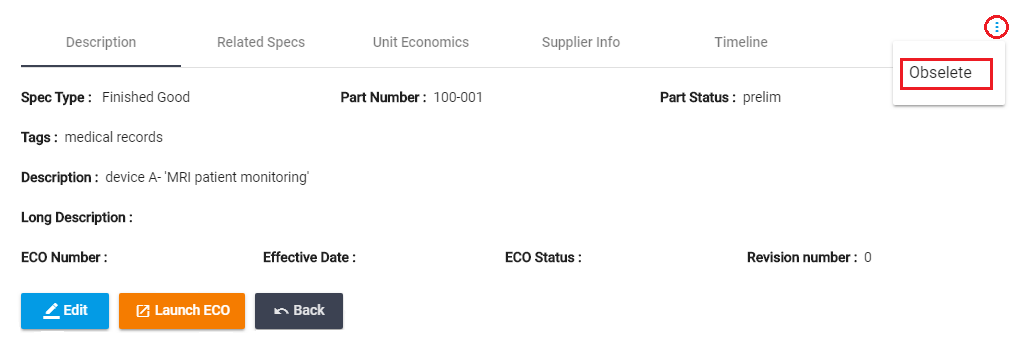 Description Related Specs Unit Economics Supplier Info Timeline
Obselete
Spec Type : Finished Good Part Number : 100-001 Part Status : prelim
Tags : medical records
Description : device A- 'MRI patient monitoring'
Long Description :
ECO Number : Effective Date : ECO Status : Revision number : 0
Edit Launch ECO Back